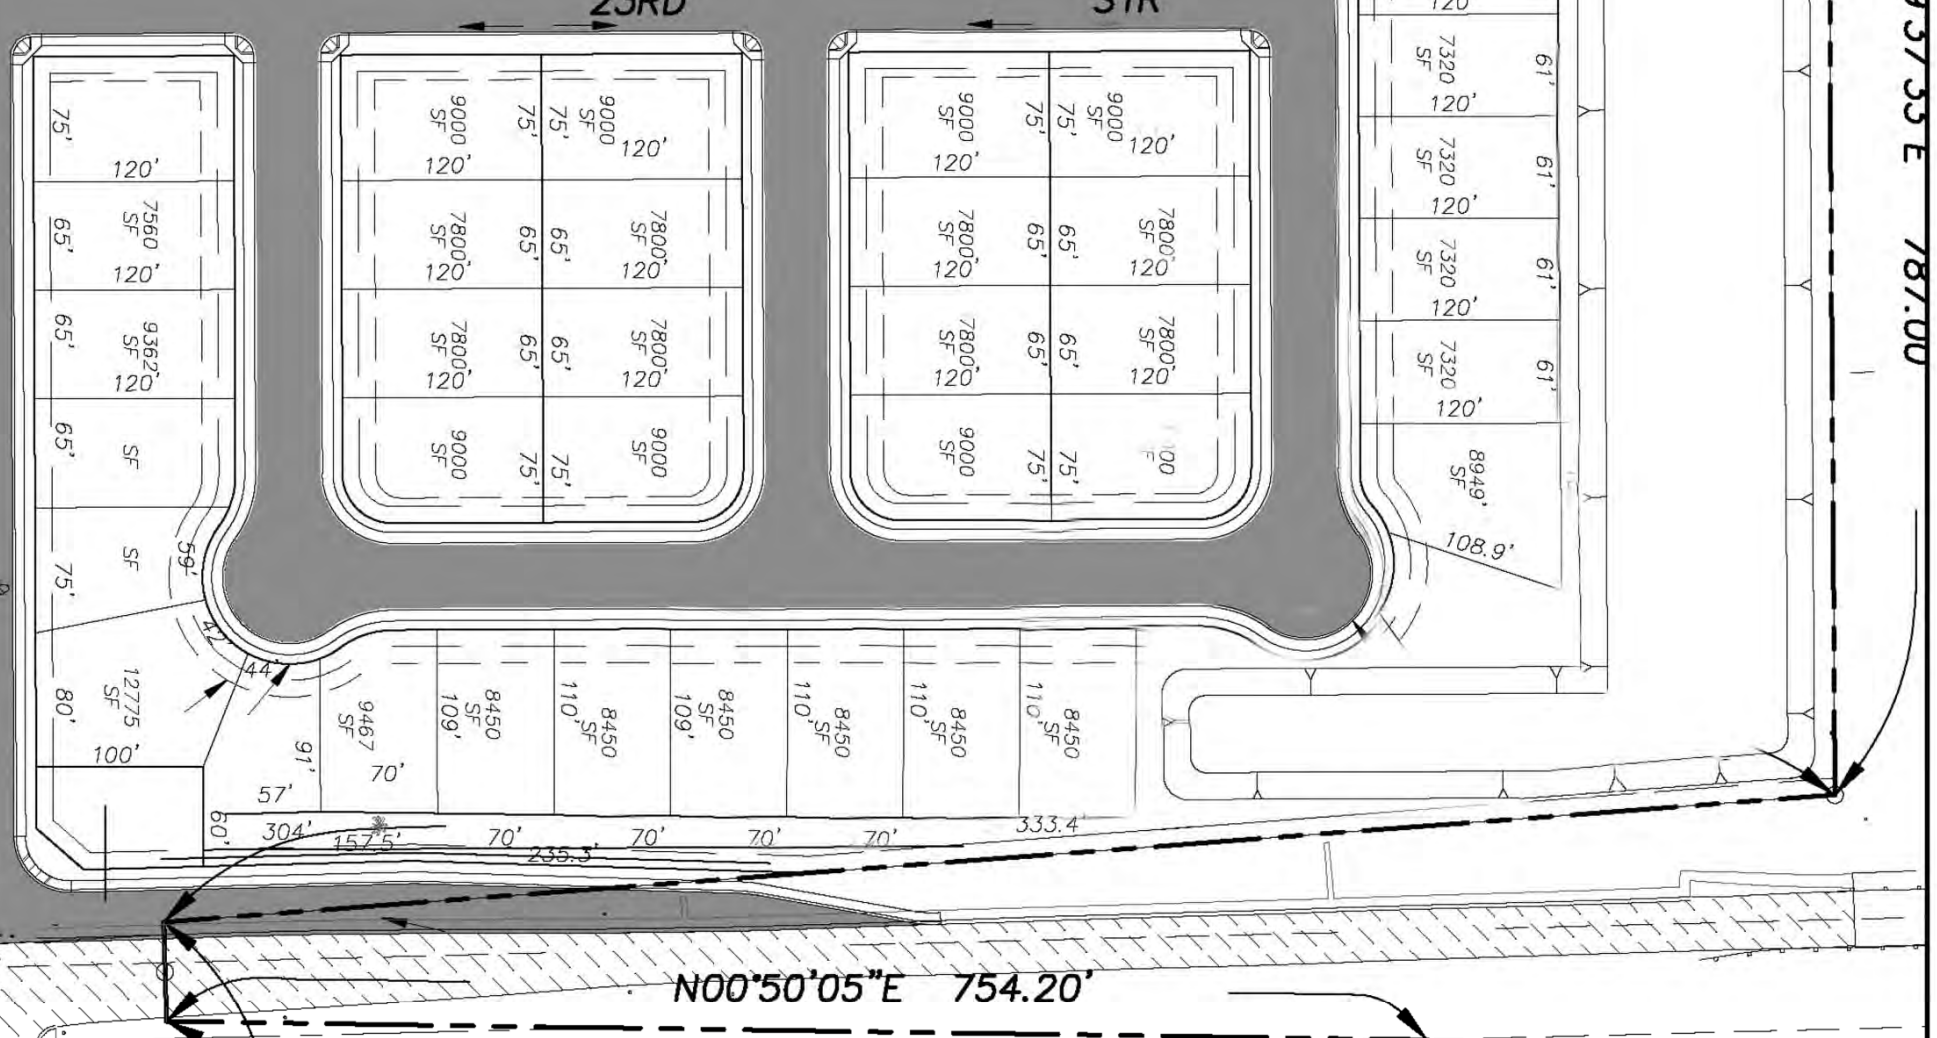 23RD
STR
120'
7320
SF
61'
120'
7320
SF
61'
120'
7320
SF
61'
120'
7320
SF
61'
120'
8949'
SF
108.9'
75'
120'
7560
SF
65'
120'
9362'
SF
65'
120'
65'
SF
75'
SF
59'
42'
44'
12775
SF
80'
100'
60'
9000
SF
120'
75'
75'
9000
SF
120'
7800'
SF
120'
65'
65'
7800'
SF
120'
7800'
SF
120'
65'
65'
7800'
SF
120'
9000
SF
75'
75'
9000
SF
9000
SF
120'
75'
75'
9000
SF
120'
7800'
SF
120'
65'
65'
7800'
SF
120'
7800'
SF
120'
65'
65'
7800'
SF
120'
9000
SF
75'
75'
9467
SF
91'
70'
57'
8450
SF
109'
8450
SF
110'
8450
SF
109'
8450
SF
110'
8450
SF
110'
8450
SF
110'
304'
157.5'
235.3'
70'
70'
70'
70'
333.4'
787.00
N00°50'05"E 754.20'